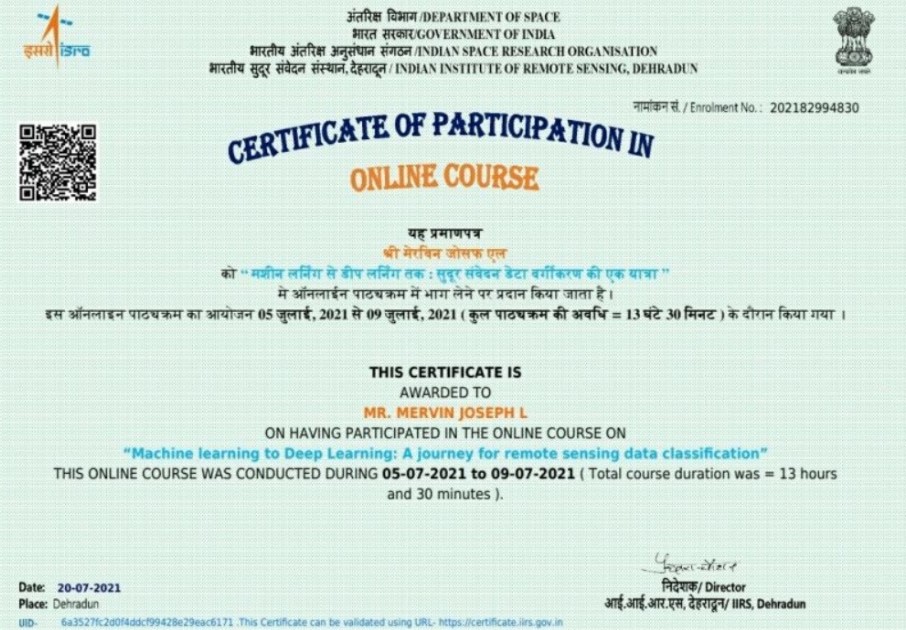 अंतरिक्ष विभाग/DEPARTMENT OF SPACE
भारत सरकार/GOVERNMENT OF INDIA
भारतीय अंतरिक्ष अनुसंधान संगठन/INDIAN SPACE RESEARCH ORGANISATION
भारतीय सुदूर संवेदन संस्थान, देहरादून/ INDIAN INSTITUTE OF REMOTE SENSING, DEHRADUN
इसरो isro
सत्यमेव जयते
नामांकन सं./ Enrolment No.: 202182994830
CERTIFICATE OF PARTICIPATION IN
ONLINE COURSE
यह प्रमाणपत्र
श्री मेरविन जोसफ एल
को “मशीन लर्निंग से डीप लर्निंग तक : सुदूर संवेदन डेटा वर्गीकरण की एक यात्रा”
मे ऑनलाईन पाठ्यक्रम में भाग लेने पर प्रदान किया जाता है।
इस ऑनलाइन पाठ्यक्रम का आयोजन 05 जुलाई, 2021 से 09 जुलाई, 2021 ( कुल पाठ्यक्रम की अवधि = 13 घंटे 30 मिनट ) के दौरान किया गया ।
THIS CERTIFICATE IS
AWARDED TO
MR. MERVIN JOSEPH L
ON HAVING PARTICIPATED IN THE ONLINE COURSE ON
“Machine learning to Deep Learning: A journey for remote sensing data classification”
THIS ONLINE COURSE WAS CONDUCTED DURING 05-07-2021 to 09-07-2021 ( Total course duration was = 13 hours
and 30 minutes ).
Date: 20-07-2021
Place: Dehradun
निदेशक/ Director
आई.आई.आर.एस, देहरादून/ IIRS, Dehradun
UID- 6a3527fc2d0f4ddcf99428e29eac6171 .This Certificate can be validated using URL- https://certificate.iirs.gov.in